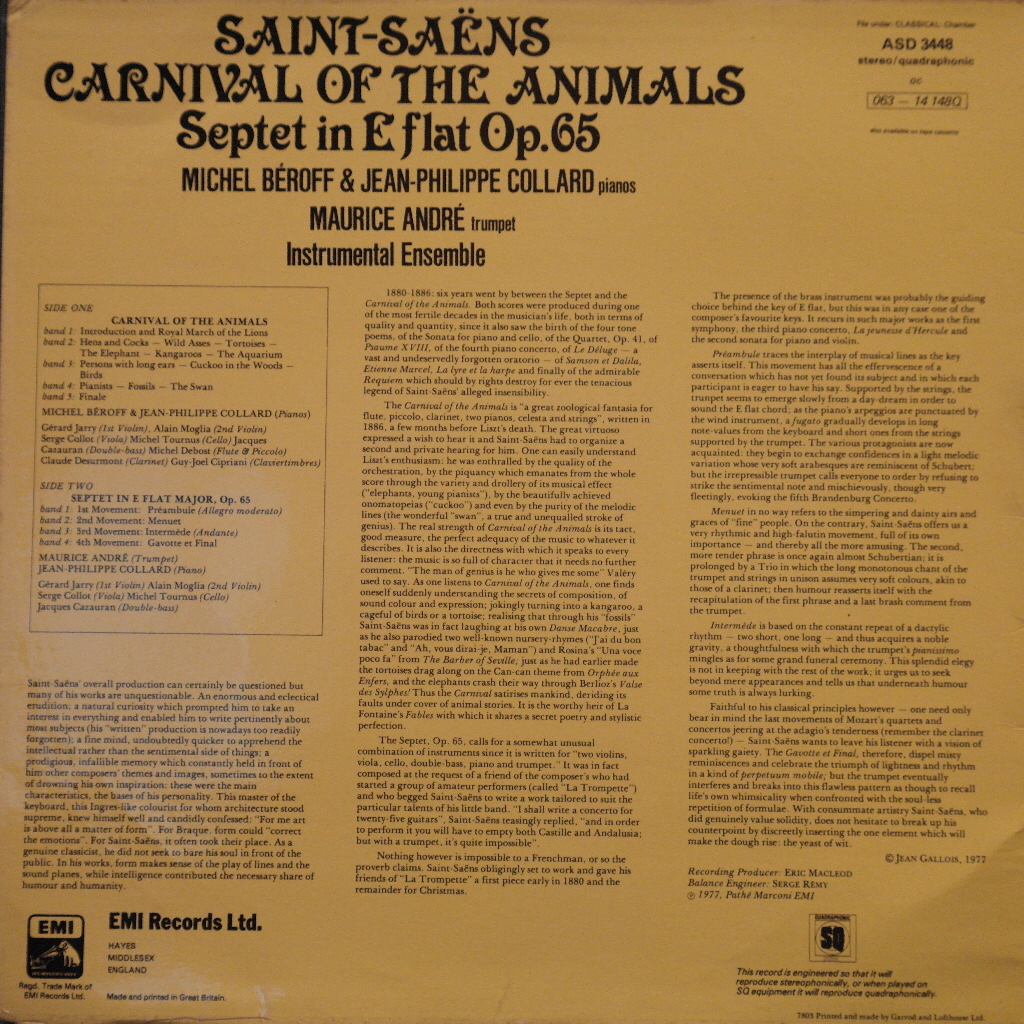 SAINT-SAËNS
CARNIVAL OF THE ANIMALS
Septet in E flat Op.65
MICHEL BÉROFF & JEAN-PHILIPPE COLLARD pianos
MAURICE ANDRÉ trumpet
Instrumental Ensemble
File under: CLASSICAL: Chamber
ASD 3448
stereo/quadraphonic
OC
063 — 14 148Q
also available on tape cassette
SIDE ONE
CARNIVAL OF THE ANIMALS
band 1: Introduction and Royal March of the Lions
band 2: Hens and Cocks — Wild Asses — Tortoises —
The Elephant — Kangaroos — The Aquarium
band 3: Persons with long ears — Cuckoo in the Woods —
Birds
band 4: Pianists — Fossils — The Swan
band 5: Finale
MICHEL BÉROFF & JEAN-PHILIPPE COLLARD (Pianos)
Gérard Jarry (1st Violin), Alain Moglia (2nd Violin)
Serge Collot (Viola) Michel Tournus (Cello) Jacques
Cazauran (Double-bass) Michel Debost (Flute & Piccolo)
Claude Desurmont (Clarinet) Guy-Joel Cipriani (Claviertimbres)
SIDE TWO
SEPTET IN E FLAT MAJOR, Op. 65
band 1: 1st Movement: Préambule (Allegro moderato)
band 2: 2nd Movement: Menuet
band 3: 3rd Movement: Intermède (Andante)
band 4: 4th Movement: Gavotte et Final
MAURICE ANDRÉ (Trumpet)
JEAN-PHILIPPE COLLARD (Piano)
Gérard Jarry (1st Violin) Alain Moglia (2nd Violin)
Serge Collot (Viola) Michel Tournus (Cello)
Jacques Cazauran (Double-bass)
Saint-Saëns' overall production can certainly be questioned but
many of his works are unquestionable. An enormous and eclectical
erudition; a natural curiosity which prompted him to take an
interest in everything and enabled him to write pertinently about
most subjects (his "written" production is nowadays too readily
forgotten); a fine mind, undoubtedly quicker to apprehend the
intellectual rather than the sentimental side of things; a
prodigious, infallible memory which constantly held in front of
him other composers' themes and images, sometimes to the extent
of drowning his own inspiration: these were the main
characteristics, the bases of his personality. This master of the
keyboard, this Ingres-like colourist for whom architecture stood
supreme, knew himself well and candidly confessed: "For me art
is above all a matter of form". For Braque, form could "correct
the emotions". For Saint-Saëns, it often took their place. As a
genuine classicist, he did not seek to bare his soul in front of the
public. In his works, form makes sense of the play of lines and the
sound planes, while intelligence contributed the necessary share of
humour and humanity.
1880-1886: six years went by between the Septet and the
Carnival of the Animals. Both scores were produced during one
of the most fertile decades in the musician's life, both in terms of
quality and quantity, since it also saw the birth of the four tone
poems, of the Sonata for piano and cello, of the Quartet, Op. 41, of
Psaume XVIII, of the fourth piano concerto, of Le Déluge — a
vast and undeservedly forgotten oratorio — of Samson et Dalila,
Etienne Marcel, La lyre et la harpe and finally of the admirable
Requiem which should by rights destroy for ever the tenacious
legend of Saint-Saëns' alleged insensibility.
The Carnival of the Animals is "a great zoological fantasia for
flute, piccolo, clarinet, two pianos, celesta and strings", written in
1886, a few months before Liszt's death. The great virtuoso
expressed a wish to hear it and Saint-Saëns had to organize a
second and private hearing for him. One can easily understand
Liszt's enthusiasm: he was enthralled by the quality of the
orchestration, by the piquancy which emanates from the whole
score through the variety and drollery of its musical effect
("elephants, young pianists"), by the beautifully achieved
onomatopeias ("cuckoo") and even by the purity of the melodic
lines (the wonderful "swan", a true and unequalled stroke of
genius). The real strength of Carnival of the Animals is its tact,
good measure, the perfect adequacy of the music to whatever it
describes. It is also the directness with which it speaks to every
listener: the music is so full of character that it needs no further
comment. "The man of genius is he who gives me some" Valéry
used to say. As one listens to Carnival of the Animals, one finds
oneself suddenly understanding the secrets of composition, of
sound colour and expression; jokingly turning into a kangaroo, a
cageful of birds or a tortoise; realising that through his "fossils"
Saint-Saëns was in fact laughing at his own Danse Macabre, just
as he also parodied two well-known nursery-rhymes ("J'ai du bon
tabac" and "Ah, vous dirai-je, Maman") and Rosina's "Una voce
poco fa" from The Barber of Seville, just as he had earlier made
the tortoises drag along on the Can-can theme from Orphée aux
Enfers, and the elephants crash their way through Berlioz's Valse
des Sylphes! Thus the Carnival satirises mankind, deriding its
faults under cover of animal stories. It is the worthy heir of La
Fontaine's Fables with which it shares a secret poetry and stylistic
perfection.
The Septet, Op. 65, calls for a somewhat unusual
combination of instruments since it is written for "two violins,
viola, cello, double-bass, piano and trumpet." It was in fact
composed at the request of a friend of the composer's who had
started a group of amateur performers (called "La Trompette")
and who begged Saint-Saëns to write a work tailored to suit the
particular talents of his little band. "I shall write a concerto for
twenty-five guitars", Saint-Saëns teasingly replied, "and in order
to perform it you will have to empty both Castille and Andalusia;
but with a trumpet, it's quite impossible".
Nothing however is impossible to a Frenchman, or so the
proverb claims. Saint-Saëns obligingly set to work and gave his
friends of "La Trompette" a first piece early in 1880 and the
remainder for Christmas.
The presence of the brass instrument was probably the guiding
choice behind the key of E flat, but this was in any case one of the
composer's favourite keys. It recurs in such major works as the first
symphony, the third piano concerto, La jeunesse d'Hercule and
the second sonata for piano and violin.
Préambule traces the interplay of musical lines as the key
asserts itself. This movement has all the effervescence of a
conversation which has not yet found its subject and in which each
participant is eager to have his say. Supported by the strings, the
trumpet seems to emerge slowly from a day-dream in order to
sound the E flat chord; as the piano's arpeggios are punctuated by
the wind instrument, a fugato gradually develops in long
note-values from the keyboard and short ones from the strings
supported by the trumpet. The various protagonists are now
acquainted: they begin to exchange confidences in a light melodic
variation whose very soft arabesques are reminiscent of Schubert;
but the irrepressible trumpet calls everyone to order by refusing to
strike the sentimental note and mischievously, though very
fleetingly, evoking the fifth Brandenburg Concerto.
Menuet in no way refers to the simpering and dainty airs and
graces of "fine" people. On the contrary, Saint-Saëns offers us a
very rhythmic and high-falutin movement, full of its own
importance — and thereby all the more amusing. The second,
more tender phrase is once again almost Schubertian; it is
prolonged by a Trio in which the long monotonous chant of the
trumpet and strings in unison assumes very soft colours, akin to
those of a clarinet; then humour reasserts itself with the
recapitulation of the first phrase and a last brash comment from
the trumpet.
Intermède is based on the constant repeat of a dactylic
rhythm — two short, one long — and thus acquires a noble
gravity, a thoughtfulness with which the trumpet's pianissimo
mingles as for some grand funeral ceremony. This splendid elegy
is not in keeping with the rest of the work; it urges us to seek
beyond mere appearances and tells us that underneath humour
some truth is always lurking.
Faithful to his classical principles however — one need only
bear in mind the last movements of Mozart's quartets and
concertos jeering at the adagio's tenderness (remember the clarinet
concerto!) — Saint-Saëns wants to leave his listener with a vision of
sparkling gaiety. The Gavotte et Final, therefore, dispel misty
reminiscences and celebrate the triumph of lightness and rhythm
in a kind of perpetuum mobile; but the trumpet eventually
interferes and breaks into this flawless pattern as though to recall
life's own whimsicality when confronted with the soul-less
repetition of formulae. With consummate artistry Saint-Saëns, who
did genuinely value solidity, does not hesitate to break up his
counterpoint by discreetly inserting the one element which will
make the dough rise: the yeast of wit.
© JEAN GALLOIS, 1977
Recording Producer: ERIC MACLEOD
Balance Engineer: SERGE RÉMY
℗ 1977, Pathé Marconi EMI
EMI
Regd. Trade Mark of
EMI Records Ltd.
EMI Records Ltd.
HAYES
MIDDLESEX
ENGLAND
Made and printed in Great Britain.
QUADRAPHONIC
SQ
This record is engineered so that it will
reproduce stereophonically, or when played on
SQ equipment it will reproduce quadraphonically.
7803 Printed and made by Garrod and Lofthouse Ltd.